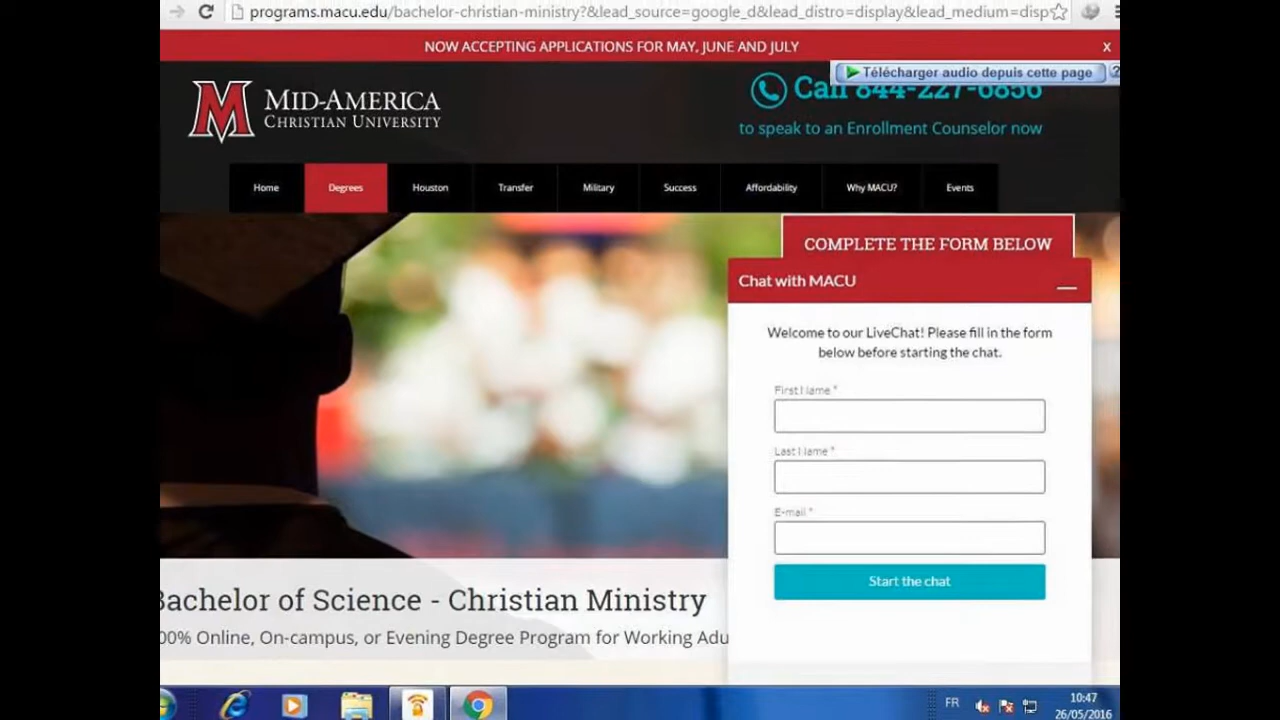 programs.macu.edu/bachelor-christian-ministry?&lead_source=google_d&lead_distro=display&lead_medium=disp
NOW ACCEPTING APPLICATIONS FOR MAY, JUNE AND JULY
X
Télécharger audio depuis cette page
?
MID-AMERICA
CHRISTIAN UNIVERSITY
Call 844-227-6856
to speak to an Enrollment Counselor now
Home Degrees Houston Transfer Military Success Affordability Why MACU? Events
COMPLETE THE FORM BELOW
Chat with MACU
Welcome to our LiveChat! Please fill in the form
below before starting the chat.
First Name *
Last Name *
E-mail *
Start the chat
Bachelor of Science - Christian Ministry
00% Online, On-campus, or Evening Degree Program for Working Adu
FR
10:47
26/05/2016